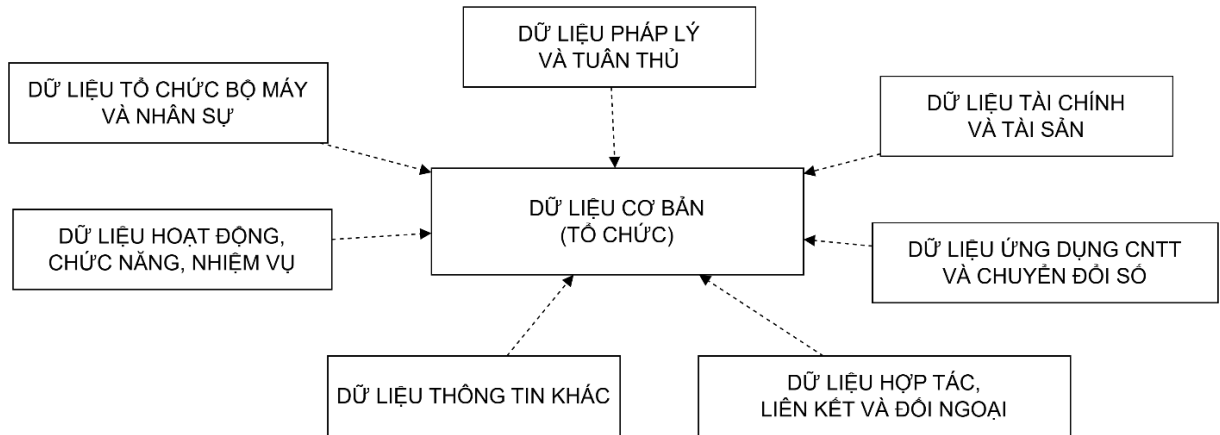 DỮ LIỆU PHÁP LÝ
VÀ TUÂN THỦ
DỮ LIỆU TỔ CHỨC BỘ MÁY
VÀ NHÂN SỰ
DỮ LIỆU TÀI CHÍNH
VÀ TÀI SẢN
DỮ LIỆU CƠ BẢN
(TỔ CHỨC)
DỮ LIỆU HOẠT ĐỘNG,
CHỨC NĂNG, NHIỆM VỤ
DỮ LIỆU ỨNG DỤNG CNTT
VÀ CHUYỂN ĐỔI SỐ
DỮ LIỆU THÔNG TIN KHÁC
DỮ LIỆU HỢP TÁC,
LIÊN KẾT VÀ ĐỐI NGOẠI